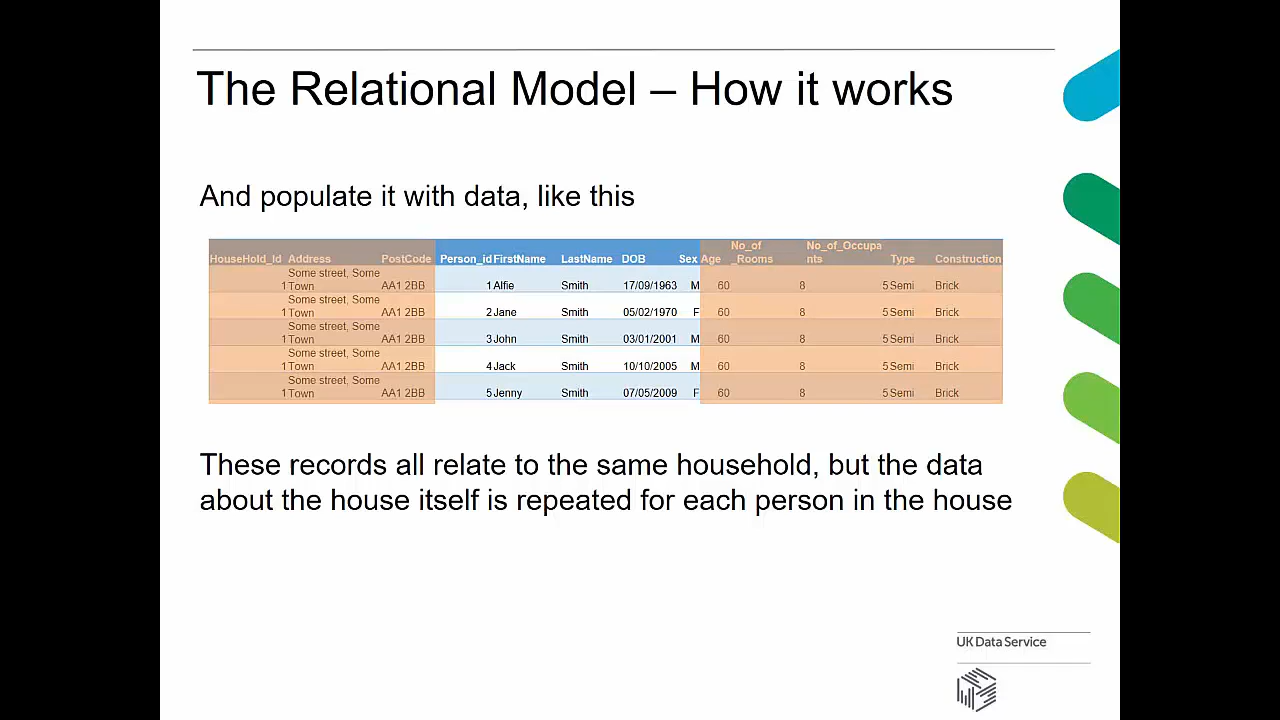 The Relational Model – How it works
And populate it with data, like this
No_of No_of_Occupa
HouseHold_Id Address PostCode Person_id FirstName LastName DOB Sex Age _Rooms nts Type Construction
Some street, Some
1 Town AA1 2BB 1 Alfie Smith 17/09/1963 M 60 8 5 Semi Brick
Some street, Some
1 Town AA1 2BB 2 Jane Smith 05/02/1970 F 60 8 5 Semi Brick
Some street, Some
1 Town AA1 2BB 3 John Smith 03/01/2001 M 60 8 5 Semi Brick
Some street, Some
1 Town AA1 2BB 4 Jack Smith 10/10/2005 M 60 8 5 Semi Brick
Some street, Some
1 Town AA1 2BB 5 Jenny Smith 07/05/2009 F 60 8 5 Semi Brick
These records all relate to the same household, but the data
about the house itself is repeated for each person in the house
UK Data Service